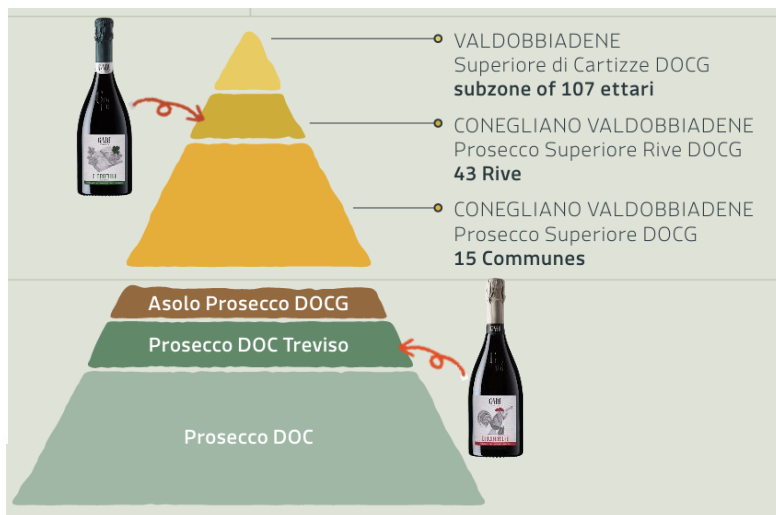 VALDOBBIADENE
Superiore di Cartizze DOCG
subzone of 107 ettari
CONEGLIANO VALDOBBIADENE
Prosecco Superiore Rive DOCG
43 Rive
CONEGLIANO VALDOBBIADENE
Prosecco Superiore DOCG
15 Communes
Asolo Prosecco DOCG
Prosecco DOC Treviso
Prosecco DOC